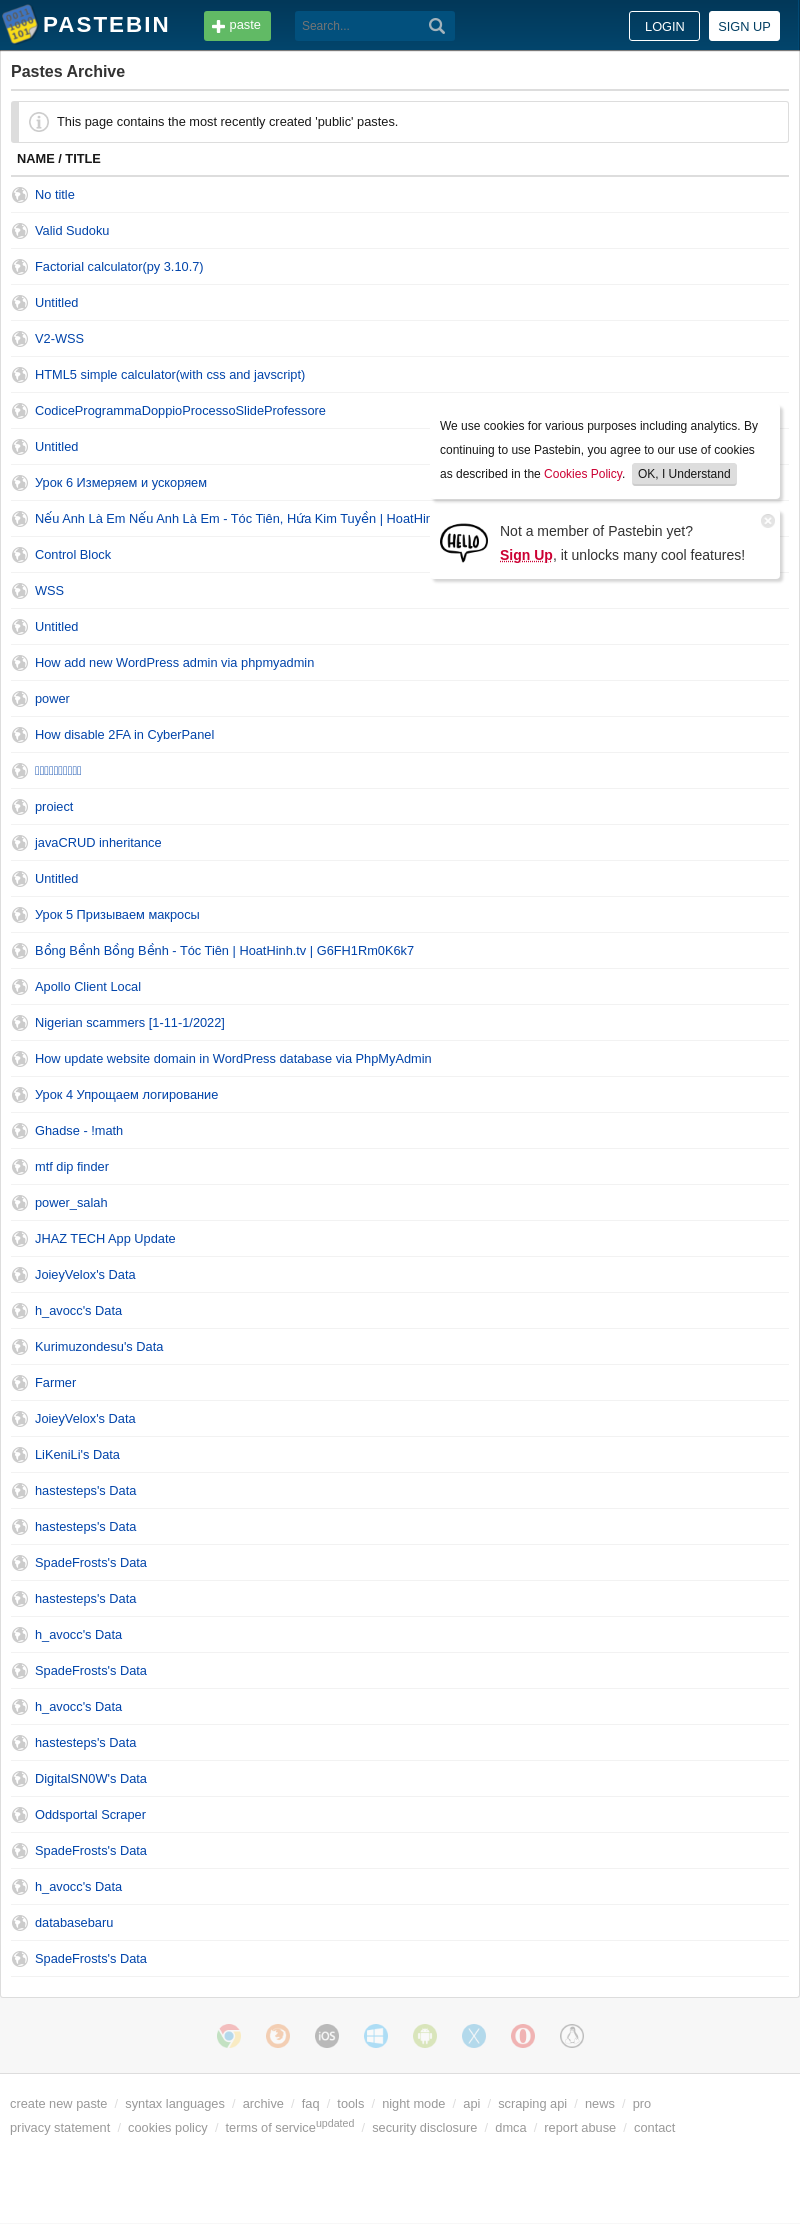 PASTEBIN
paste
Search...
LOGIN
SIGN UP
Pastes Archive
This page contains the most recently created 'public' pastes.
NAME / TITLE
No title
Valid Sudoku
Factorial calculator(py 3.10.7)
Untitled
V2-WSS
HTML5 simple calculator(with css and javscript)
CodiceProgrammaDoppioProcessoSlideProfessore
Untitled
Урок 6 Измеряем и ускоряем
Nếu Anh Là Em Nếu Anh Là Em - Tóc Tiên, Hứa Kim Tuyền |
Control Block
WSS
Untitled
We use cookies for various purposes including analytics. By
continuing to use Pastebin, you agree to our use of cookies
as described in the Cookies Policy. OK, I Understand
HELLO
Not a member of Pastebin yet?
Sign Up, it unlocks many cool features!
How add new WordPress admin via phpmyadmin
power
How disable 2FA in CyberPanel
proiect
javaCRUD inheritance
Untitled
Урок 5 Призываем макросы
Bồng Bềnh Bồng Bềnh - Tóc Tiên | HoatHinh.tv | G6FH1Rm0K6k7
Apollo Client Local
Nigerian scammers [1-11-1/2022]
How update website domain in WordPress database via PhpMyAdmin
Урок 4 Упрощаем логирование
Ghadse - !math
mtf dip finder
power_salah
JHAZ TECH App Update
JoieyVelox's Data
h_avocc's Data
Kurimuzondesu's Data
Farmer
JoieyVelox's Data
LiKeniLi's Data
hastesteps's Data
hastesteps's Data
SpadeFrosts's Data
hastesteps's Data
h_avocc's Data
SpadeFrosts's Data
h_avocc's Data
hastesteps's Data
DigitalSN0W's Data
Oddsportal Scraper
SpadeFrosts's Data
h_avocc's Data
databasebaru
SpadeFrosts's Data
iOS
create new paste / syntax languages / archive / faq / tools / night mode / api / scraping api / news / pro
privacy statement / cookies policy / terms of service updated / security disclosure / dmca / report abuse / contact